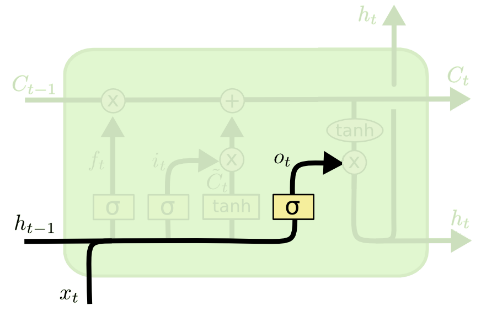 h_t
C_{t-1} × + C_t
tanh
f_t i_t × o_t ×
C̃_t
σ σ tanh σ
h_{t-1} h_t
x_t